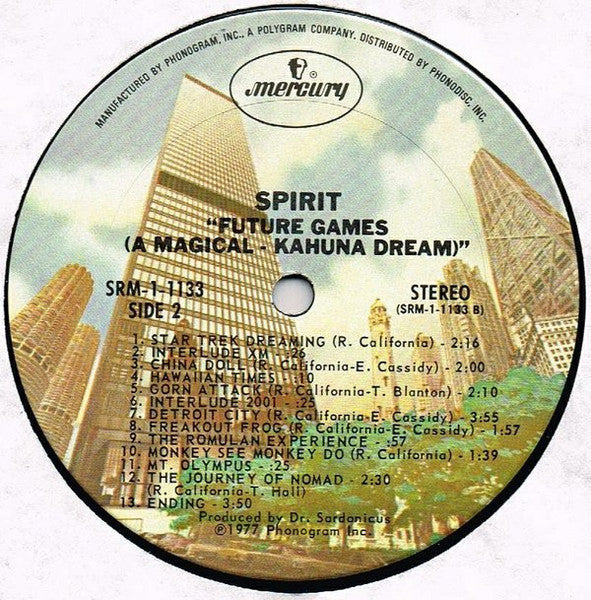 MANUFACTURED BY PHONOGRAM, INC., A POLYGRAM COMPANY. DISTRIBUTED BY PHONODISC, INC.
®
mercury
SPIRIT
"FUTURE GAMES
(A MAGICAL - KAHUNA DREAM)"
SRM-1-1133
SIDE 2
STEREO
(SRM-1-1133 B)
1. STAR TREK DREAMING (R. California) - 2:16
2. INTERLUDE XM - :26
3. CHINA DOLL (R. California-E. Cassidy) - 2:00
4. HAWAIIAN TIMES - :10
5. GORN ATTACK (R. California-T. Blanton) - 2:10
6. INTERLUDE 2001 - :25
7. DETROIT CITY (R. California-E. Cassidy) - 3:55
8. FREAKOUT FROG (R. California-E. Cassidy) - 1:57
9. THE ROMULAN EXPERIENCE - :57
10. MONKEY SEE MONKEY DO (R. California) - 1:39
11. MT. OLYMPUS - :25
12. THE JOURNEY OF NOMAD - 2:30
(R. California-T. Hall)
13. ENDING - 3:50
Produced by Dr. Sardonicus
℗1977 Phonogram Inc.